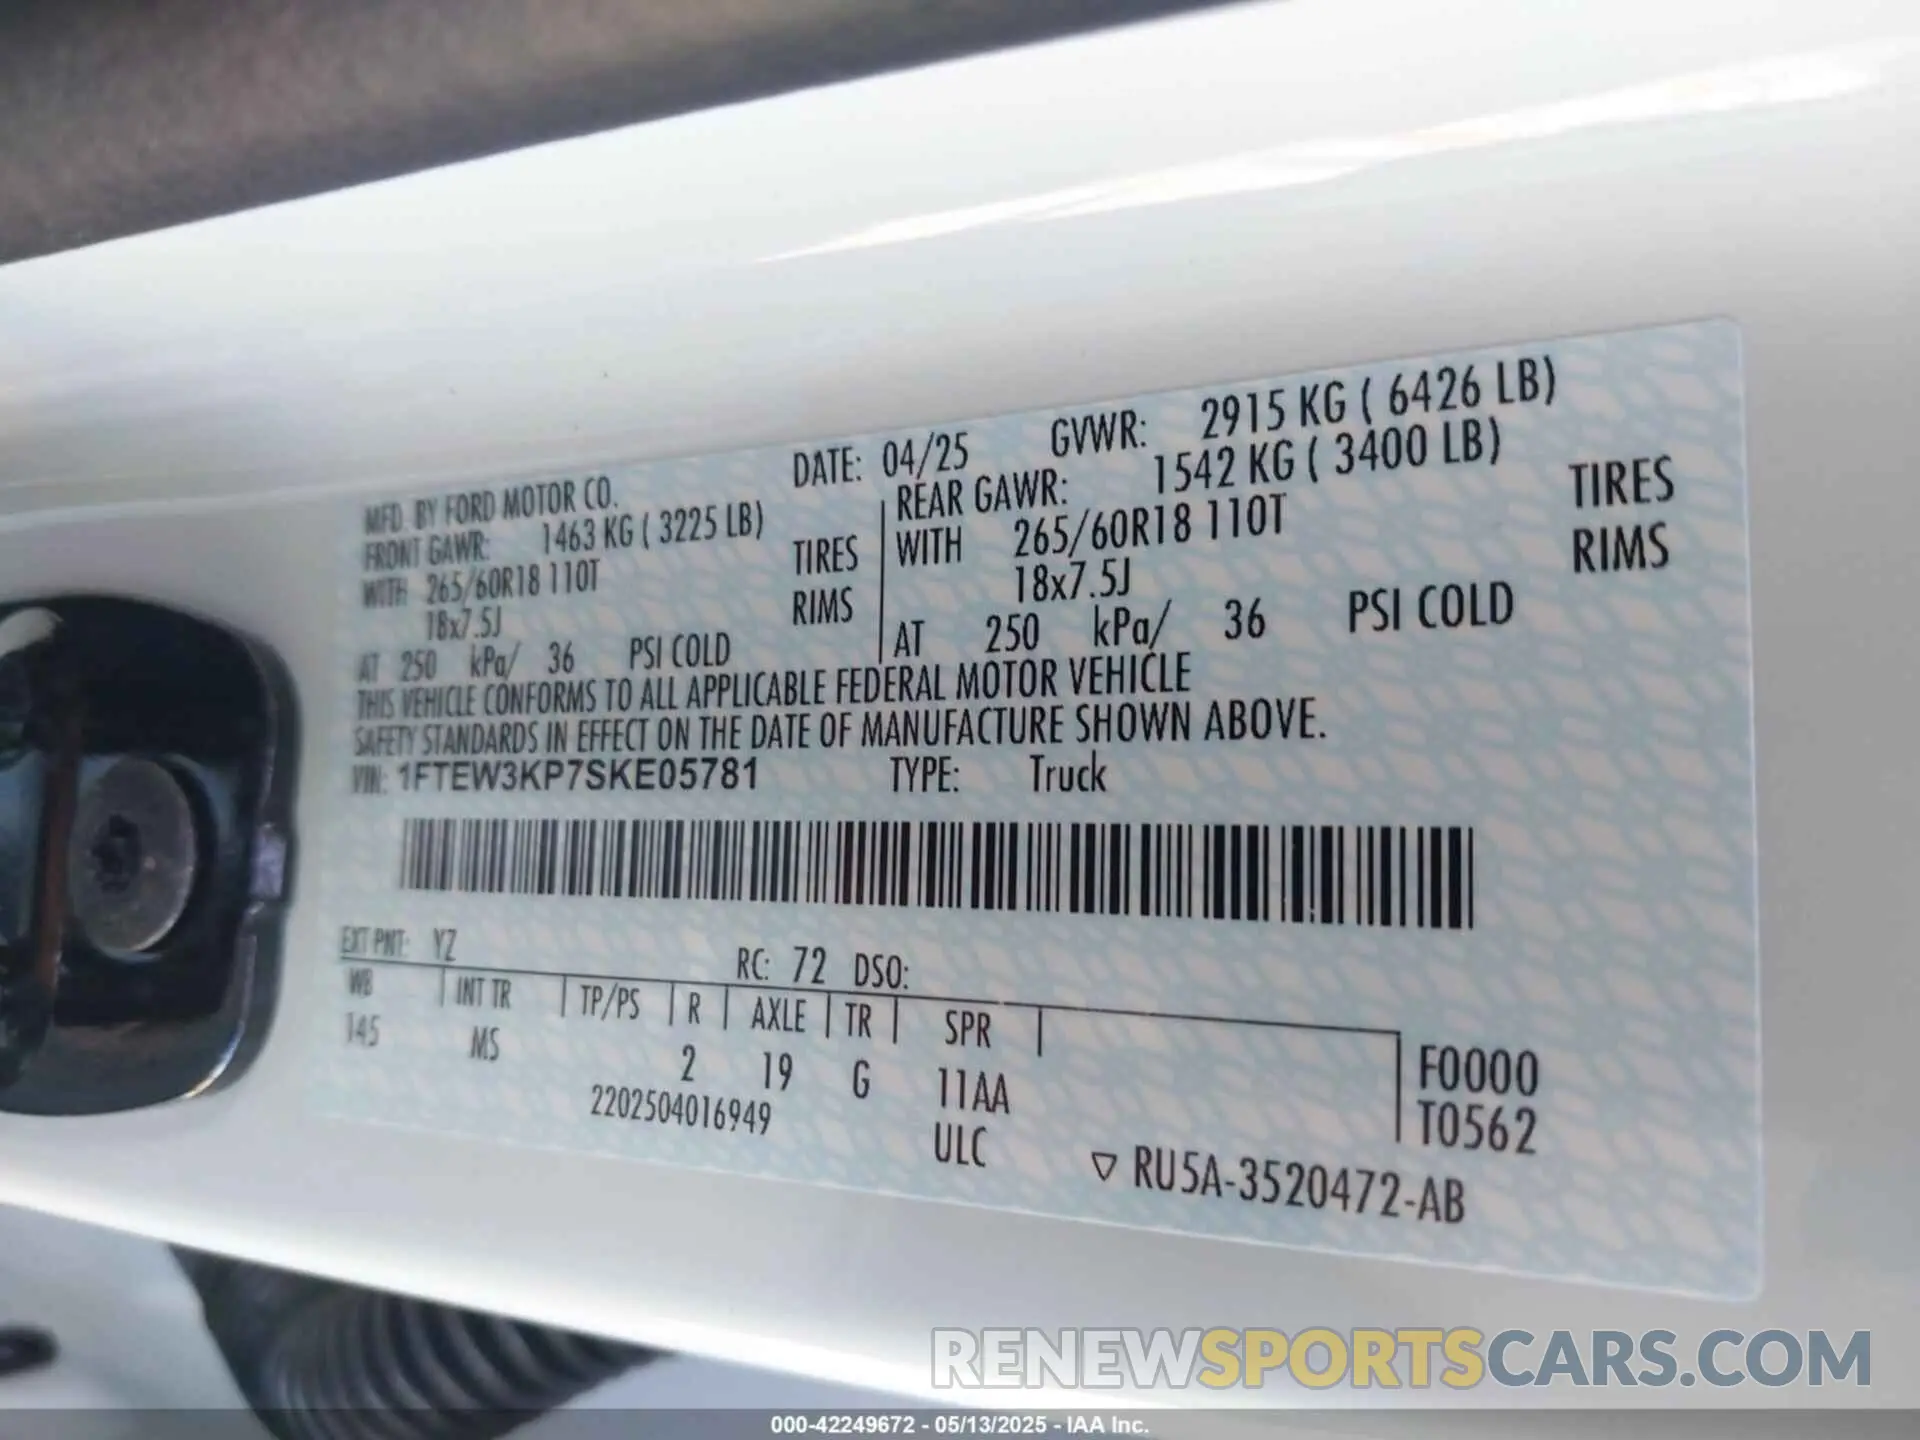 MFD. BY FORD MOTOR CO. DATE: 04/25 GVWR: 2915 KG ( 6426 LB)
FRONT GAWR: 1463 KG ( 3225 LB) REAR GAWR: 1542 KG ( 3400 LB)
WITH 265/60R18 110T TIRES WITH 265/60R18 110T TIRES
18x7.5J RIMS 18x7.5J RIMS
AT 250 kPa/ 36 PSI COLD AT 250 kPa/ 36 PSI COLD
THIS VEHICLE CONFORMS TO ALL APPLICABLE FEDERAL MOTOR VEHICLE
SAFETY STANDARDS IN EFFECT ON THE DATE OF MANUFACTURE SHOWN ABOVE.
VIN: 1FTEW3KP7SKE05781 TYPE: Truck
EXT PNT: YZ RC: 72 DSO:
WB INT TR TP/PS R AXLE TR SPR
145 MS 2 19 G 11AA F0000
2202504016949 ULC T0562
▽ RU5A-3520472-AB
RENEWSPORTSCARS.COM
000-42249672 - 05/13/2025 - IAA Inc.